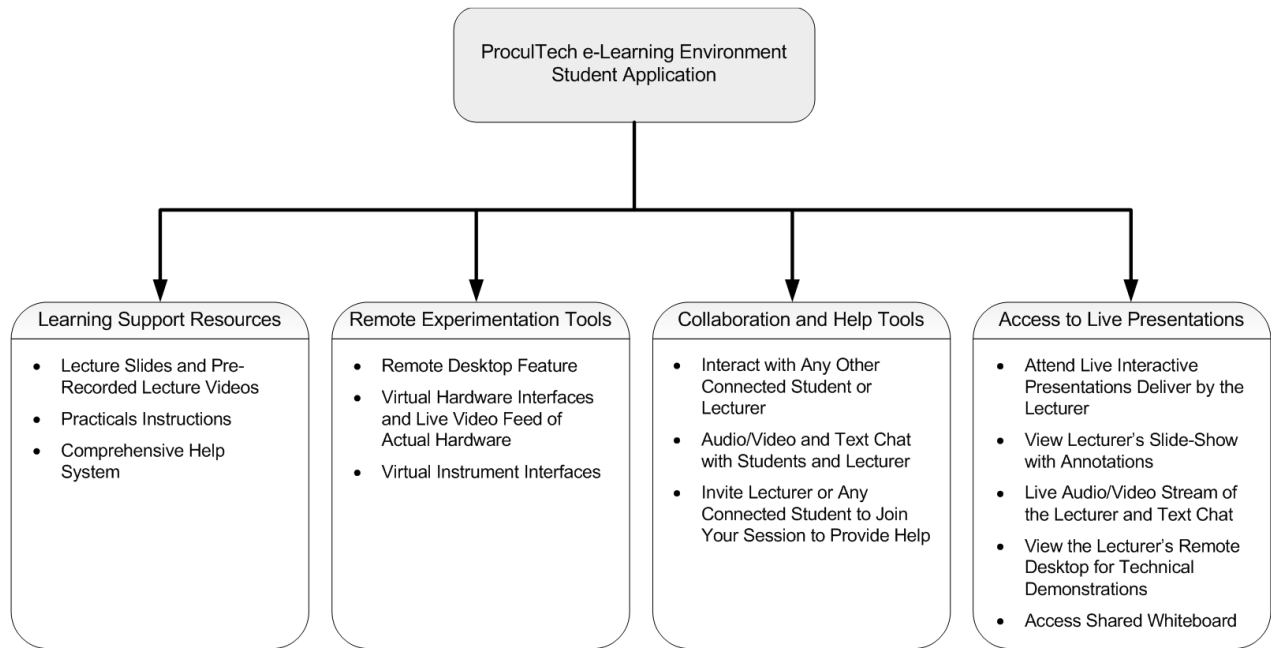 ProculTech e-Learning Environment
Student Application
Learning Support Resources
• Lecture Slides and Pre-
Recorded Lecture Videos
• Practicals Instructions
• Comprehensive Help
System
Remote Experimentation Tools
• Remote Desktop Feature
• Virtual Hardware Interfaces
and Live Video Feed of
Actual Hardware
• Virtual Instrument Interfaces
Collaboration and Help Tools
• Interact with Any Other
Connected Student or
Lecturer
• Audio/Video and Text Chat
with Students and Lecturer
• Invite Lecturer or Any
Connected Student to Join
Your Session to Provide Help
Access to Live Presentations
• Attend Live Interactive
Presentations Deliver by the
Lecturer
• View Lecturer's Slide-Show
with Annotations
• Live Audio/Video Stream of
the Lecturer and Text Chat
• View the Lecturer's Remote
Desktop for Technical
Demonstrations
• Access Shared Whiteboard